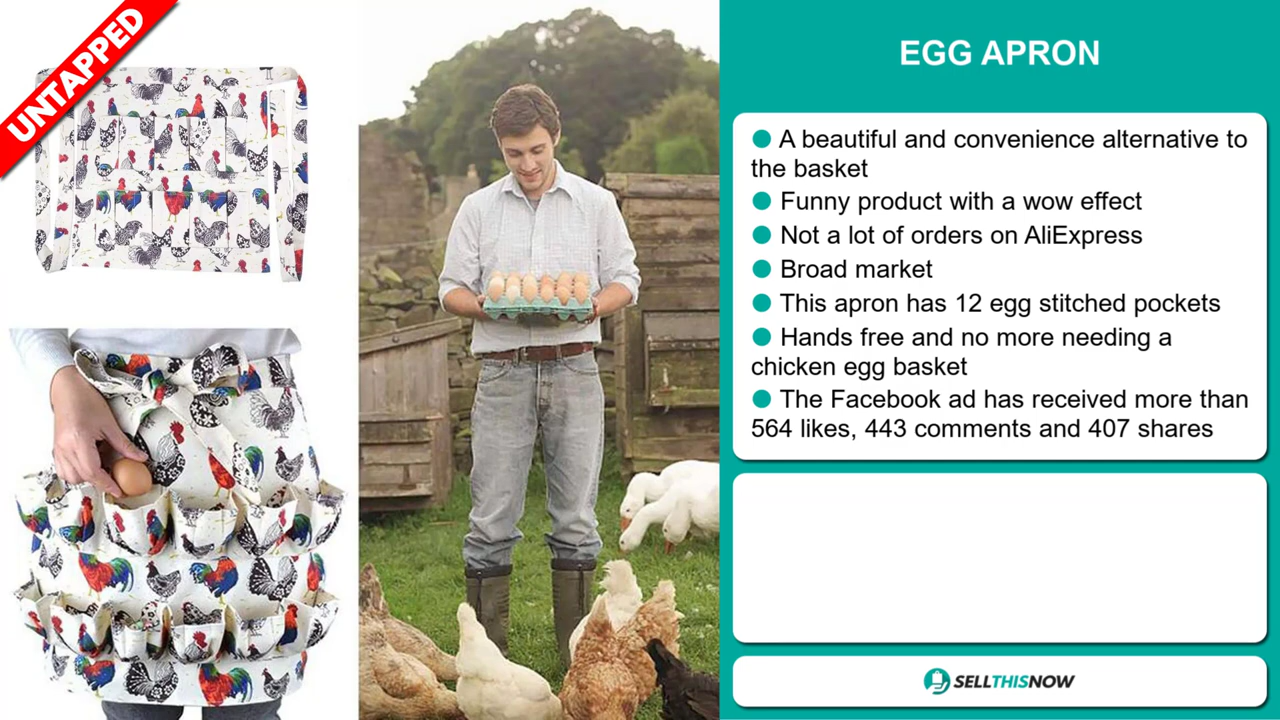 UNTAPPED
EGG APRON
● A beautiful and convenience alternative to
the basket
● Funny product with a wow effect
● Not a lot of orders on AliExpress
● Broad market
● This apron has 12 egg stitched pockets
● Hands free and no more needing a
chicken egg basket
● The Facebook ad has received more than
564 likes, 443 comments and 407 shares
SELLTHISNOW